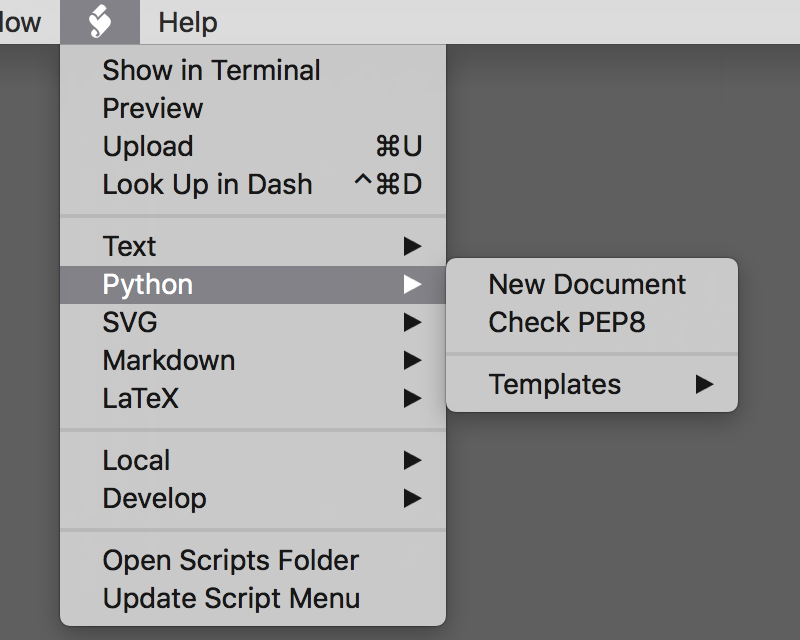 low Help
Show in Terminal
Preview
Upload ⌘U
Look Up in Dash ^⌘D
Text ▶
Python ▶
SVG ▶
Markdown ▶
LaTeX ▶
Local ▶
Develop ▶
Open Scripts Folder
Update Script Menu
New Document
Check PEP8
Templates ▶